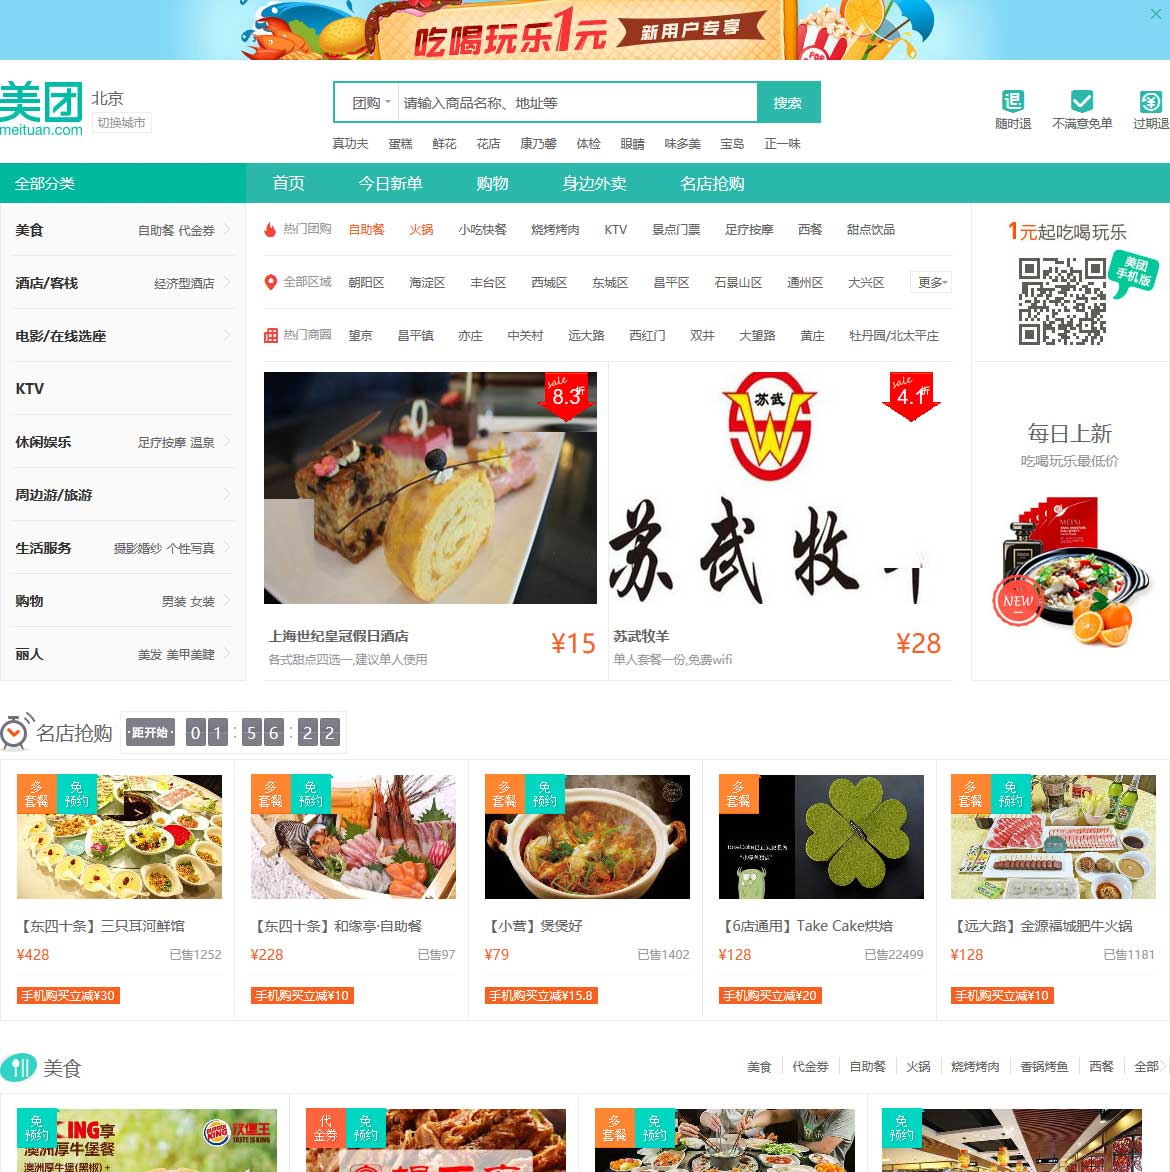 吃喝玩乐1元 新用户专享
美团
meituan.com
北京
切换城市
团购 请输入商品名称、地址等 搜索
真功夫 蛋糕 鲜花 花店 康乃馨 体检 眼睛 味多美 宝岛 正一味
随时退 不满意免单 过期退
全部分类 首页 今日新单 购物 身边外卖 名店抢购
美食 自助餐 代金券
酒店/客栈 经济型酒店
电影/在线选座
KTV
休闲娱乐 足疗按摩 温泉
周边游/旅游
生活服务 摄影婚纱 个性写真
购物 男装 女装
丽人 美发 美甲美睫
热门团购 自助餐 火锅 小吃快餐 烧烤烤肉 KTV 景点门票 足疗按摩 西餐 甜点饮品
全部区域 朝阳区 海淀区 丰台区 西城区 东城区 昌平区 石景山区 通州区 大兴区 更多
热门商圈 望京 昌平镇 亦庄 中关村 远大路 西红门 双井 大望路 黄庄 牡丹园/北太平庄
1元起吃喝玩乐
美团
手机版
sale
8.3折
sale
4.1折
苏武
苏武牧羊
上海世纪皇冠假日酒店
各式甜点四选一,建议单人使用
¥15
苏武牧羊
单人套餐一份,免费wifi
¥28
每日上新
吃喝玩乐最低价
NEW
名店抢购 ·距开始· 01:56:22
多套餐 免预约
多套餐 免预约
多套餐 免预约
多套餐
多套餐 免预约
【东四十条】三只耳河鲜馆
¥428 已售1252
手机购买立减¥30
【东四十条】和缘亭·自助餐
¥228 已售97
手机购买立减¥10
【小营】煲煲好
¥79 已售1402
手机购买立减¥15.8
【6店通用】Take Cake烘焙
¥128 已售22499
手机购买立减¥20
【远大路】金源福城肥牛火锅
¥128 已售1181
手机购买立减¥10
美食
美食 代金券 自助餐 火锅 烧烤烤肉 香锅烤鱼 西餐 全部
免预约
KING享
澳洲厚牛堡餐
澳洲厚牛堡(黑椒)+
BURGER KING
汉堡王
TASTE IS KING
代金券 免预约
多套餐 免预约
免预约